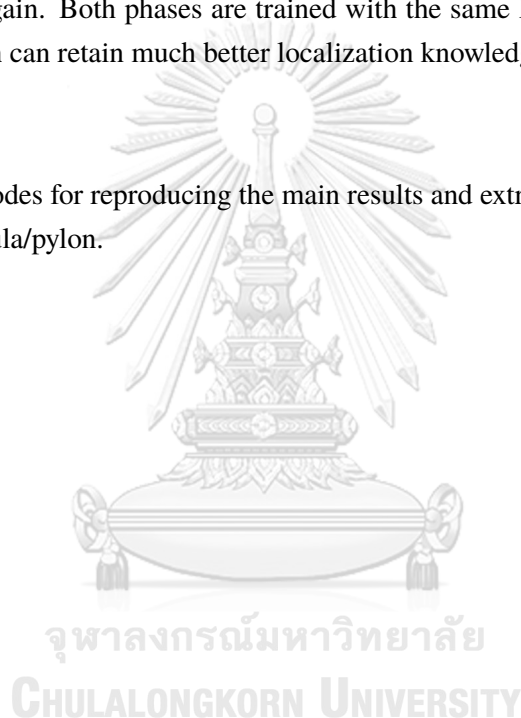 gain. Both phases are trained with the same
n can retain much better localization knowledg
odes for reproducing the main results and extr
ula/pylon.
จุฬาลงกรณ์มหาวิทยาลัย
CHULALONGKORN UNIVERSITY